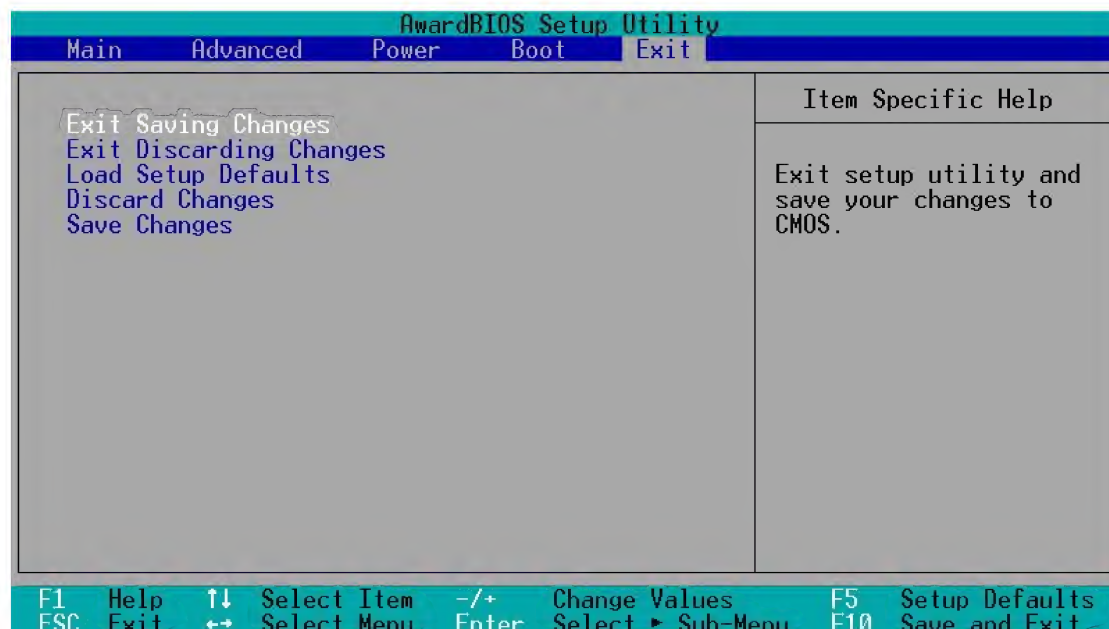 AwardBIOS Setup Utility
Main Advanced Power Boot Exit
Exit Saving Changes
Exit Discarding Changes
Load Setup Defaults
Discard Changes
Save Changes
Item Specific Help
Exit setup utility and
save your changes to
CMOS.
F1 Help ↑↓ Select Item -/+ Change Values F5 Setup Defaults
ESC Exit ←→ Select Menu Enter Select ► Sub-Menu F10 Save and Exit